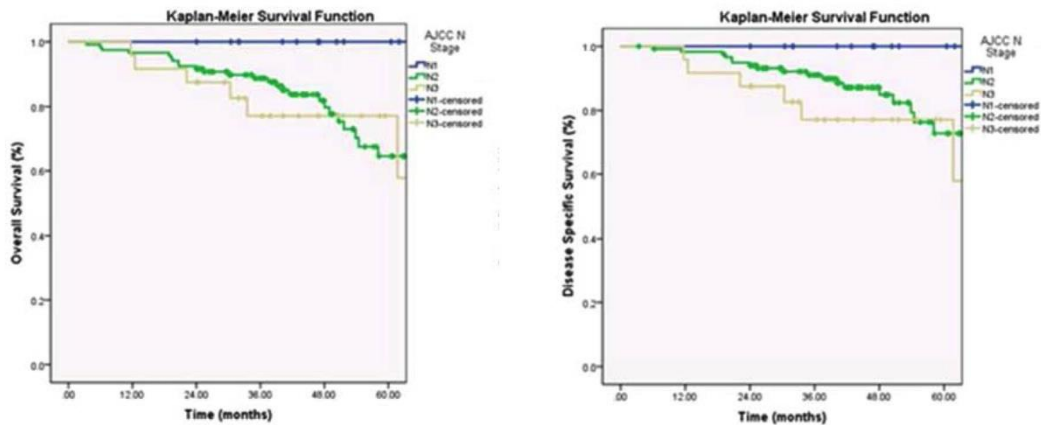 Kaplan-Meier Survival Function
AJCC N
Stage
N1
N2
N3
N1-censored
N2-censored
N3-censored
Overall Survival (%)
1.0
0.8
0.6
0.4
0.2
0.0
.00 12.00 24.00 36.00 48.00 60.00
Time (months)
Kaplan-Meier Survival Function
AJCC N
Stage
N1
N2
N3
N1-censored
N2-censored
N3-censored
Disease Specific Survival (%)
1.0
0.8
0.6
0.4
0.2
0.0
.00 12.00 24.00 36.00 48.00 60.00
Time (months)